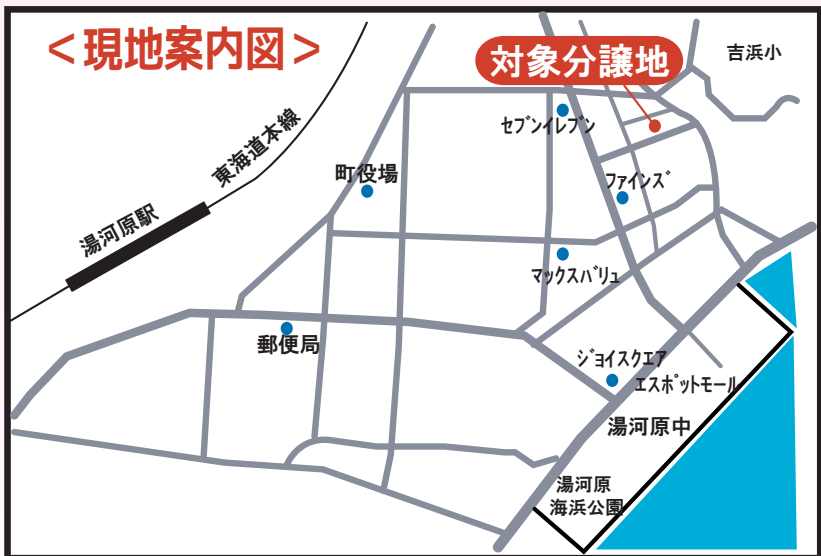 ＜現地案内図＞
対象分譲地
吉浜小
セブンイレブン
東海道本線
町役場
ファインズ
湯河原駅
マックスバリュ
郵便局
ジョイスクエア
エスポットモール
湯河原中
湯河原
海浜公園